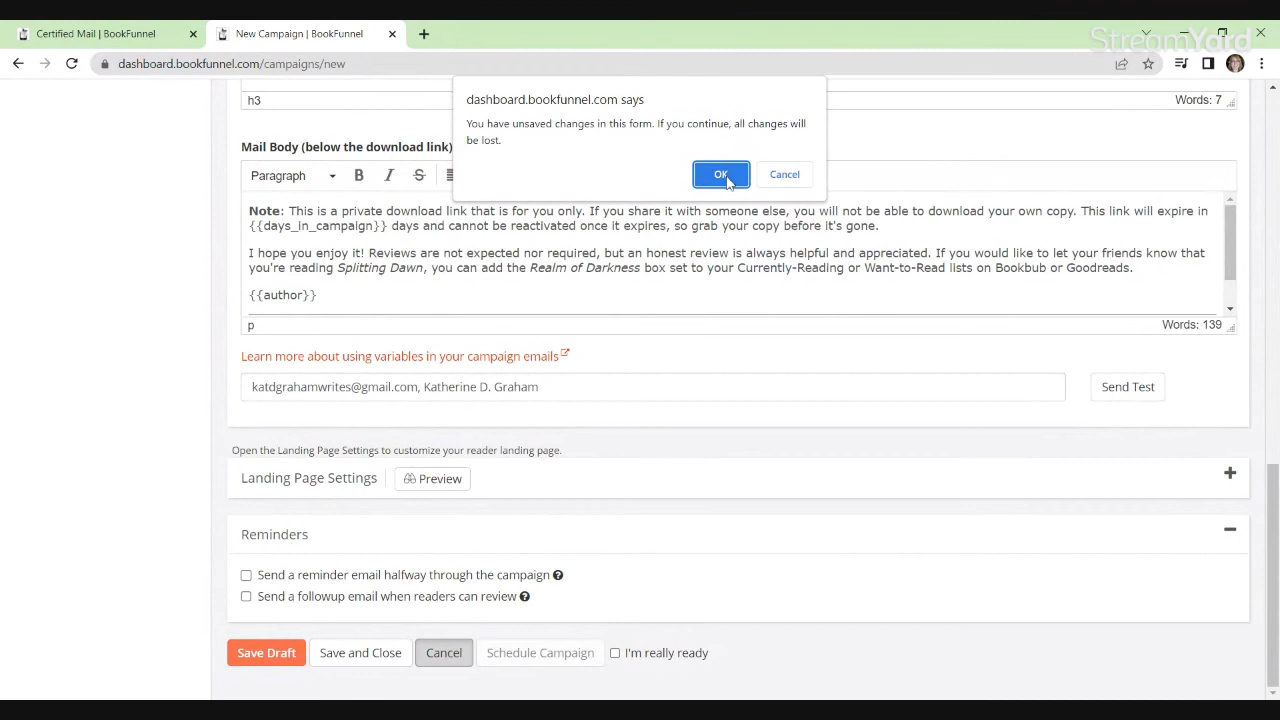 Certified Mail | BookFunnel
New Campaign | BookFunnel
StreamYard
dashboard.bookfunnel.com/campaigns/new
h3
Words: 7
dashboard.bookfunnel.com says
You have unsaved changes in this form. If you continue, all changes will
be lost.
OK
Cancel
Mail Body (below the download link)
Paragraph
B I S
Note: This is a private download link that is for you only. If you share it with someone else, you will not be able to download your own copy. This link will expire in
{{days_in_campaign}} days and cannot be reactivated once it expires, so grab your copy before it's gone.
I hope you enjoy it! Reviews are not expected nor required, but an honest review is always helpful and appreciated. If you would like to let your friends know that
you're reading Splitting Dawn, you can add the Realm of Darkness box set to your Currently-Reading or Want-to-Read lists on Bookbub or Goodreads.
{{author}}
p
Words: 139
Learn more about using variables in your campaign emails
katdgrahamwrites@gmail.com, Katherine D. Graham
Send Test
Open the Landing Page Settings to customize your reader landing page.
Landing Page Settings
Preview
Reminders
Send a reminder email halfway through the campaign
Send a followup email when readers can review
Save Draft
Save and Close
Cancel
Schedule Campaign
I'm really ready